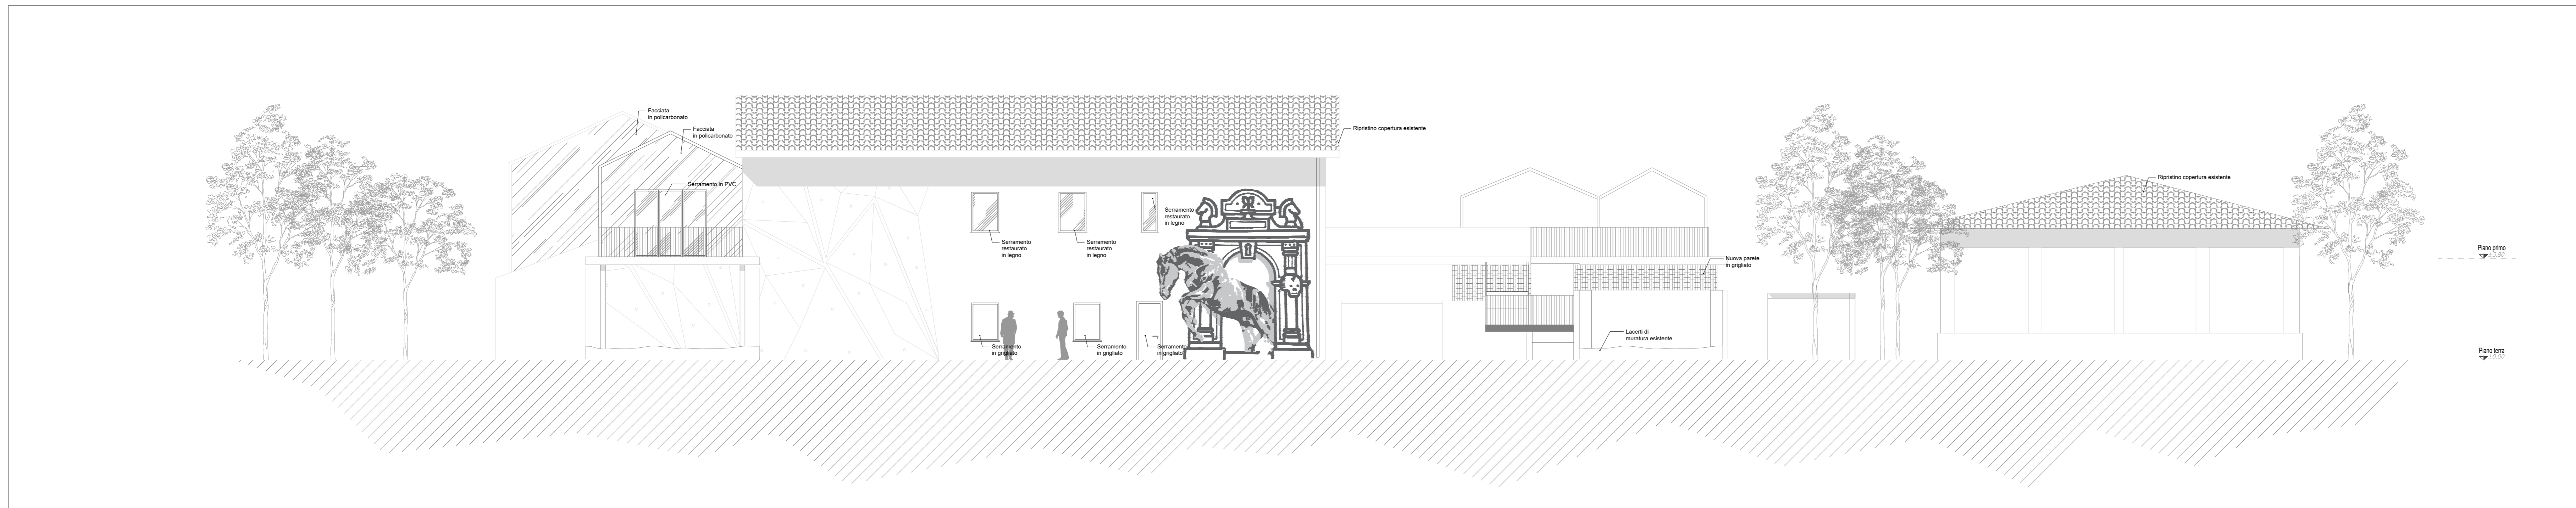 Facciata
in policarbonato
Facciata
in policarbonato
Serramento in PVC
Ripristino copertura esistente
Serramento
restaurato
in legno
Serramento
restaurato
in legno
Serramento
restaurato
in legno
Serramento
in grigliato
Serramento
in grigliato
Serramento
in grigliato
Nuova parete
in grigliato
Lacerti di
muratura esistente
Ripristino copertura esistente
Piano primo
Piano terra